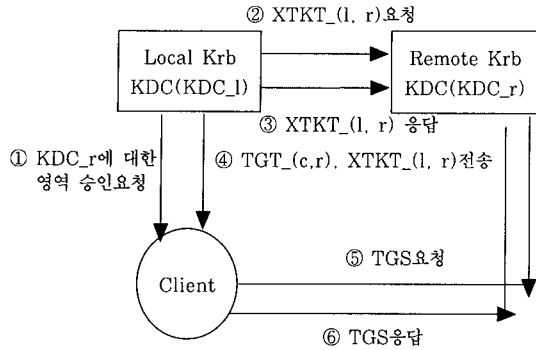 ② XTKT_(l, r)요청
Local Krb
KDC(KDC_l)
Remote Krb
KDC(KDC_r)
③ XTKT_(l, r) 응답
① KDC_r에 대한
영역 승인요청
④ TGT_(c,r), XTKT_(l, r)전송
Client
⑤ TGS요청
⑥ TGS응답